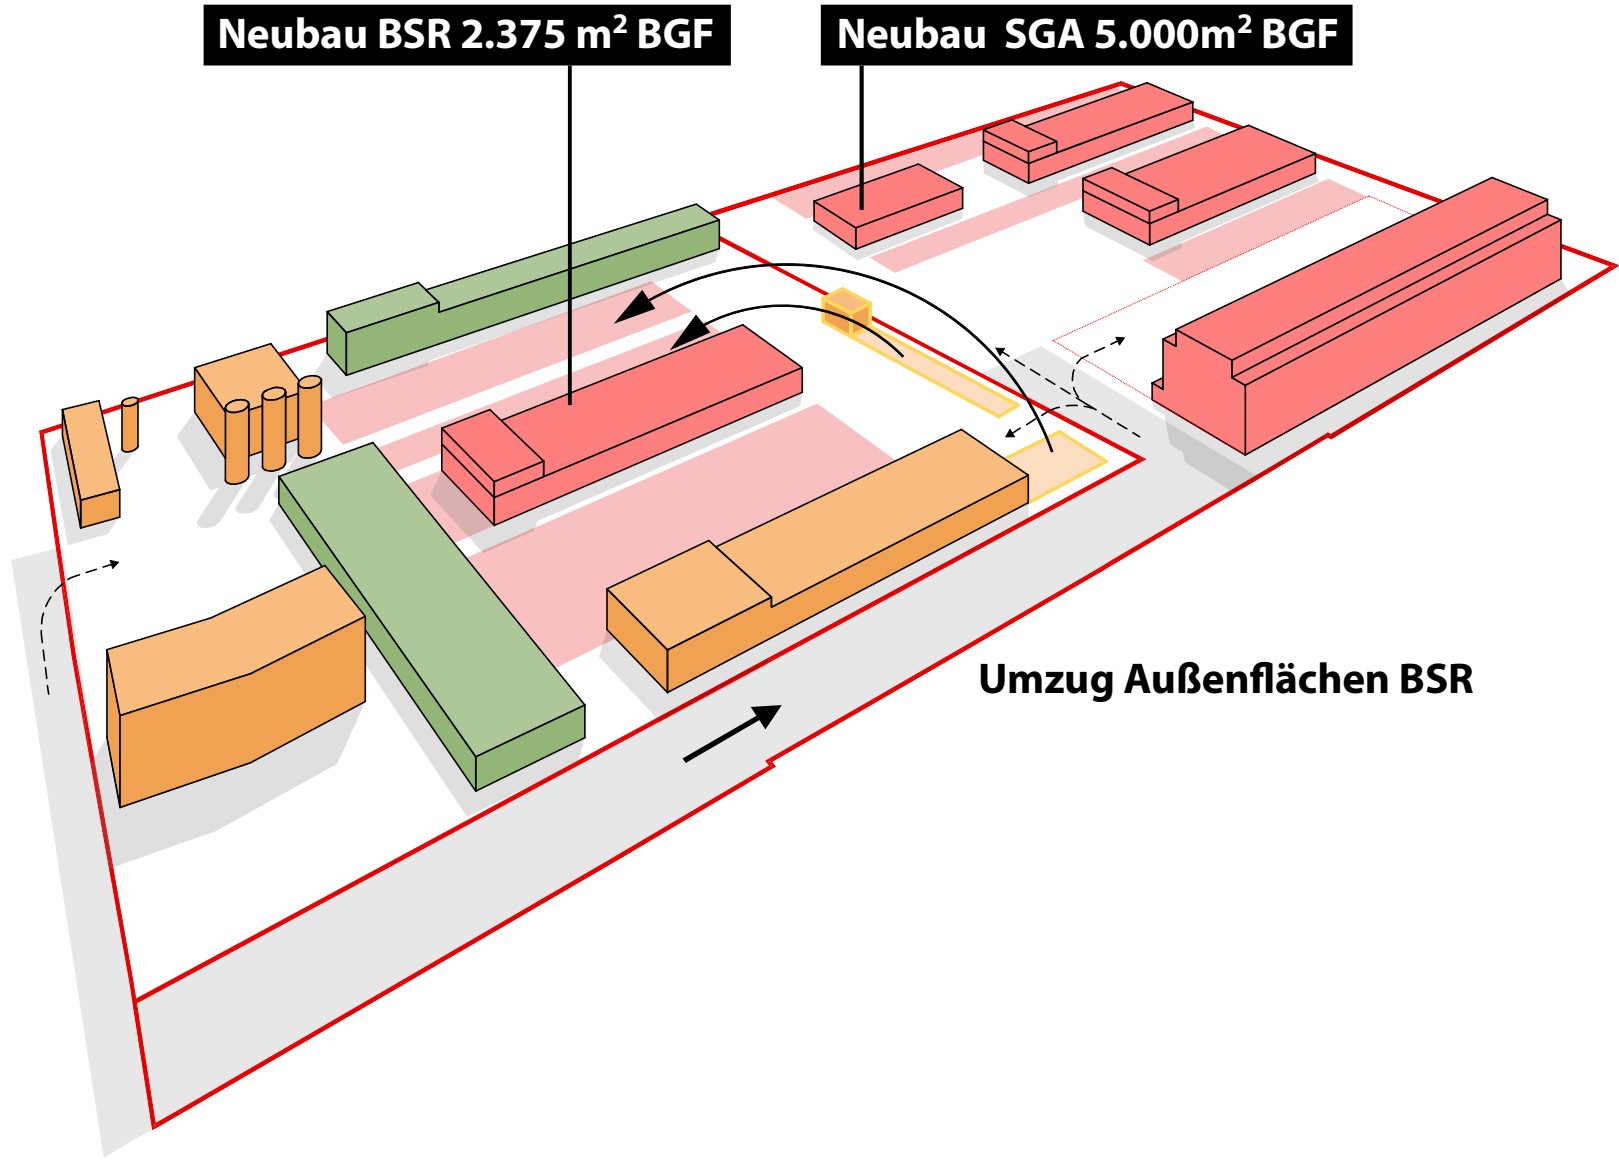 Neubau BSR 2.375 m² BGF
Neubau SGA 5.000m² BGF
Umzug Außenflächen BSR